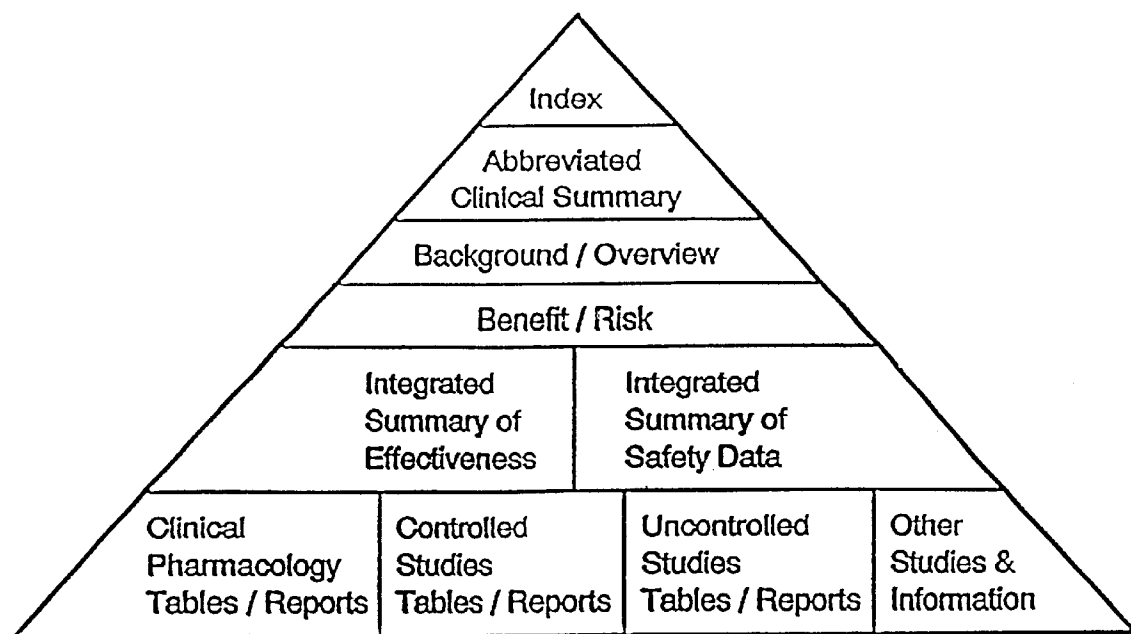 Index
Abbreviated
Clinical Summary
Background / Overview
Benefit / Risk
Integrated
Summary of
Effectiveness
Integrated
Summary of
Safety Data
Clinical
Pharmacology
Tables / Reports
Controlled
Studies
Tables / Reports
Uncontrolled
Studies
Tables / Reports
Other
Studies &
Information